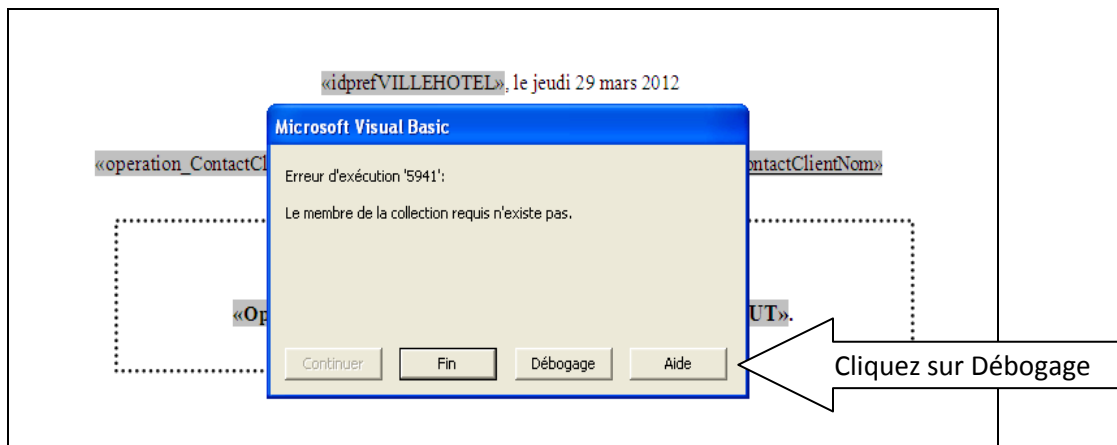 «idprefVILLEHOTEL», le jeudi 29 mars 2012
Microsoft Visual Basic
«operation_ContactCl
ontactClientNom»
Erreur d'exécution '5941':
Le membre de la collection requis n'existe pas.
«Op
UT».
Continuer
Fin
Débogage
Aide
Cliquez sur Débogage